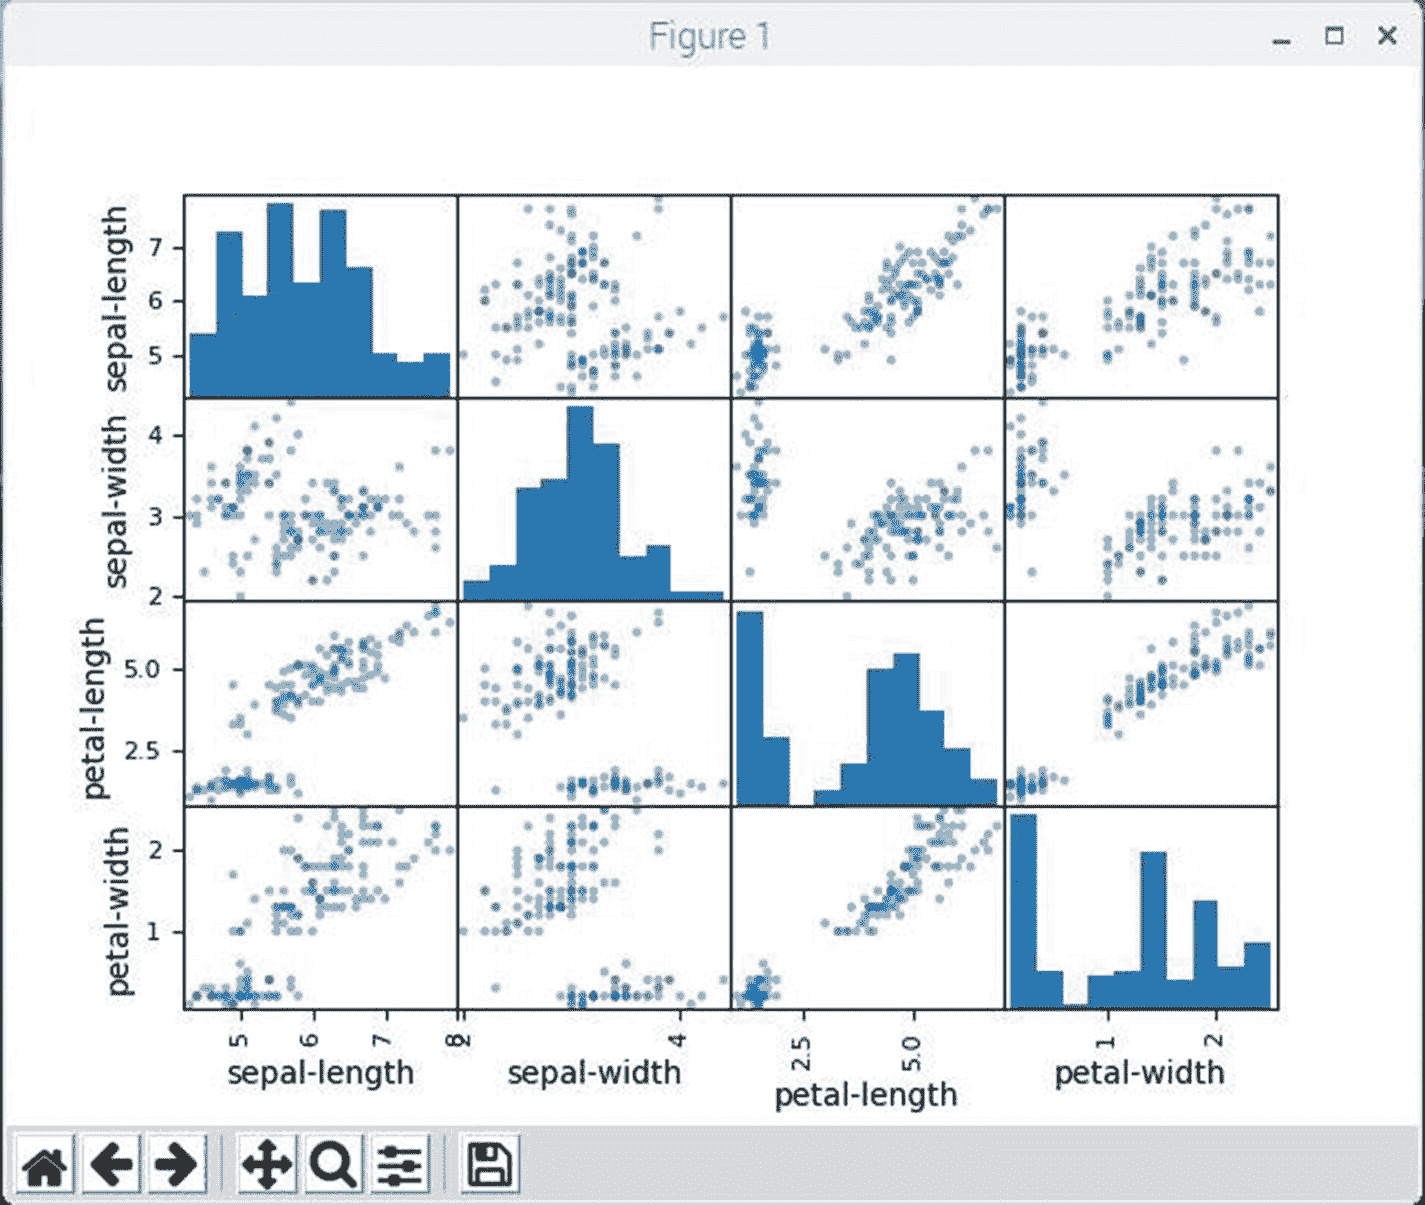 Figure 1
sepal-length
7
6
5
sepal-width
4
3
2
petal-length
5.0
2.5
petal-width
2
1
5 6 7 8 2 4 2.5 5.0 1 2
sepal-length sepal-width petal-length petal-width